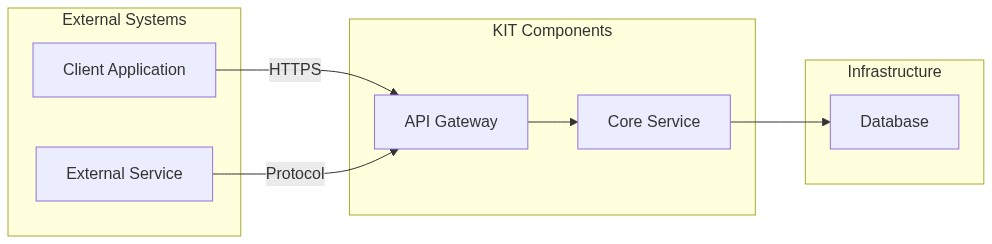 External Systems
Client Application
External Service
HTTPS
Protocol
KIT Components
API Gateway
Core Service
Infrastructure
Database